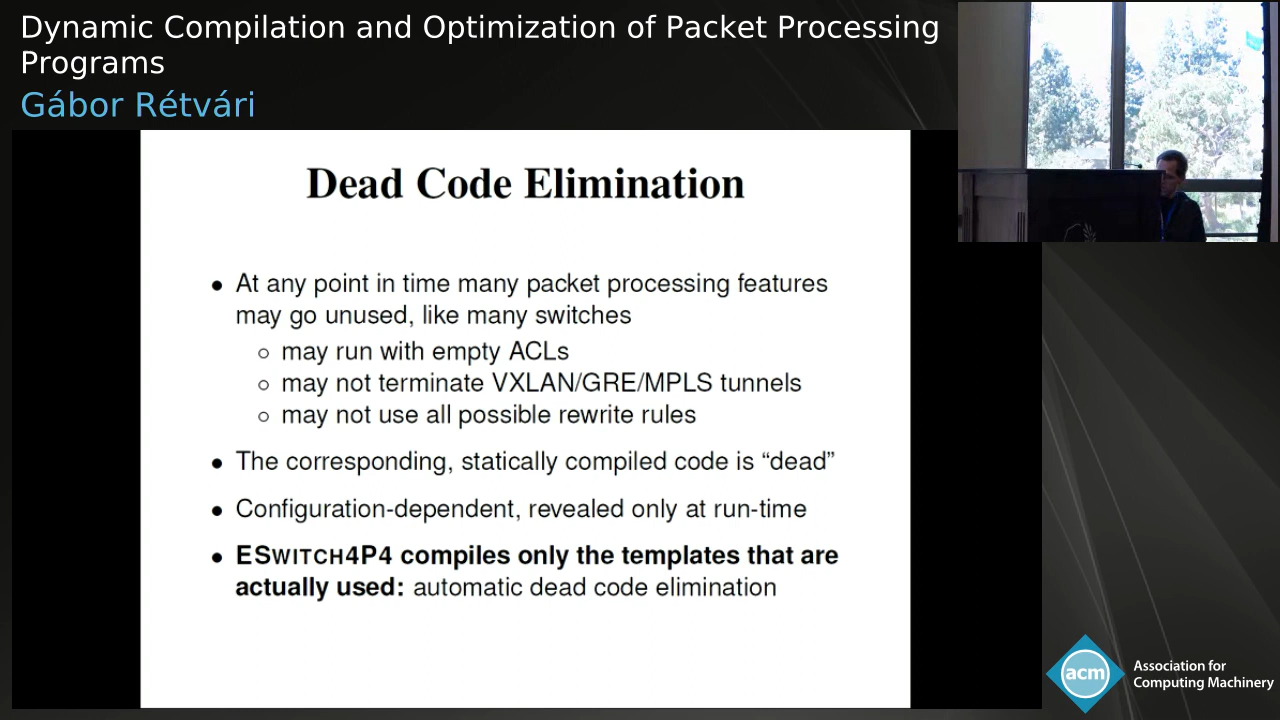 Dynamic Compilation and Optimization of Packet Processing
Programs
Gábor Rétvári
Dead Code Elimination
● At any point in time many packet processing features
may go unused, like many switches
○ may run with empty ACLs
○ may not terminate VXLAN/GRE/MPLS tunnels
○ may not use all possible rewrite rules
● The corresponding, statically compiled code is “dead”
● Configuration-dependent, revealed only at run-time
● ESWITCH4P4 compiles only the templates that are
actually used: automatic dead code elimination
acm
Association for
Computing Machinery